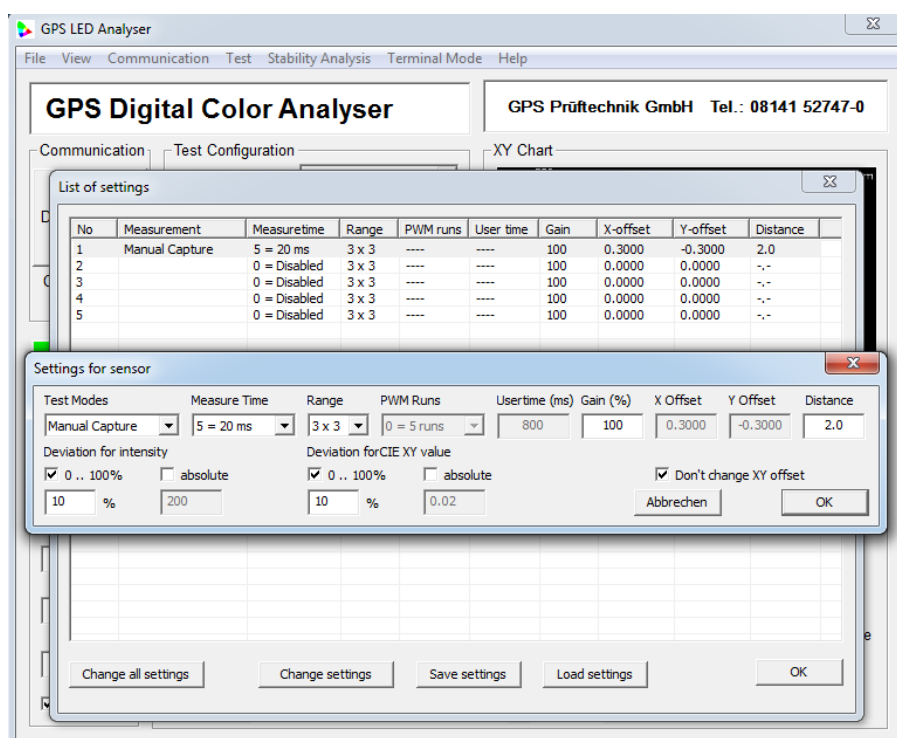 GPS LED Analyser
File View Communication Test Stability Analysis Terminal Mode Help
GPS Digital Color Analyser
GPS Prüftechnik GmbH Tel.: 08141 52747-0
Communication Test Configuration XY Chart
List of settings
No Measurement Measuretime Range PWM runs User time Gain X-offset Y-offset Distance
1 Manual Capture 5 = 20 ms 3 x 3 ---- ---- 100 0.3000 -0.3000 2.0
2 0 = Disabled 3 x 3 ---- ---- 100 0.0000 0.0000 -.-
3 0 = Disabled 3 x 3 ---- ---- 100 0.0000 0.0000 -.-
4 0 = Disabled 3 x 3 ---- ---- 100 0.0000 0.0000 -.-
5 0 = Disabled 3 x 3 ---- ---- 100 0.0000 0.0000 -.-
Settings for sensor
Test Modes Measure Time Range PWM Runs Usertime (ms) Gain (%) X Offset Y Offset Distance
Manual Capture 5 = 20 ms 3 x 3 0 = 5 runs 800 100 0.3000 -0.3000 2.0
Deviation for intensity Deviation forCIE XY value
0 .. 100% absolute 0 .. 100% absolute Don't change XY offset
10 % 200 10 % 0.02 Abbrechen OK
Change all settings Change settings Save settings Load settings OK